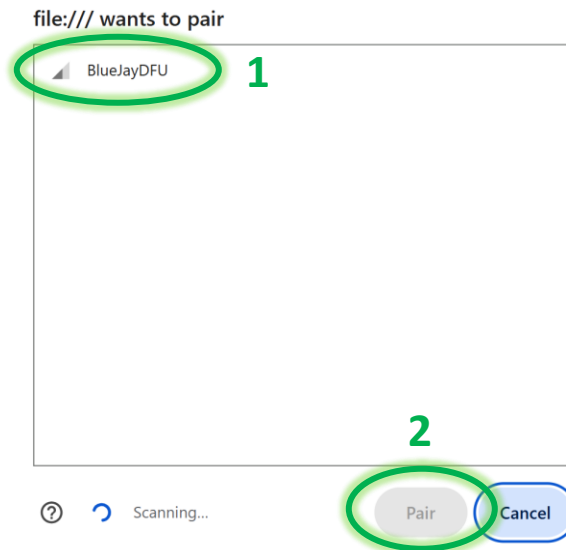 file:/// wants to pair
BlueJayDFU
1
2
Scanning...
Pair
Cancel